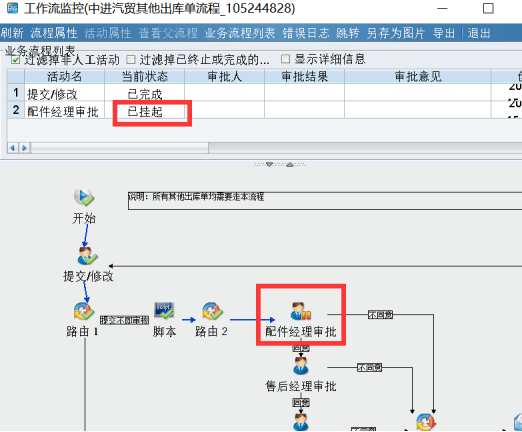 工作流监控(中进汽贸其他出库单流程_105244828)
刷新 流程属性 活动属性 查看父流程 业务流程列表 错误日志 跳转 另存为图片 导出 退出
业务流程列表
过滤掉非人工活动 过滤掉已终止或完成的... 显示详细信息
活动名 当前状态 审批人 审批结果 审批意见
1 提交/修改 已完成 20
2 配件经理审批 已挂起 20
说明：所有其他出库单均需要走本流程
开始
提交/修改
路由1 提交不同审核 脚本 路由2 配件经理审批 不同意
同意
售后经理审批 不同意
同意
不同意